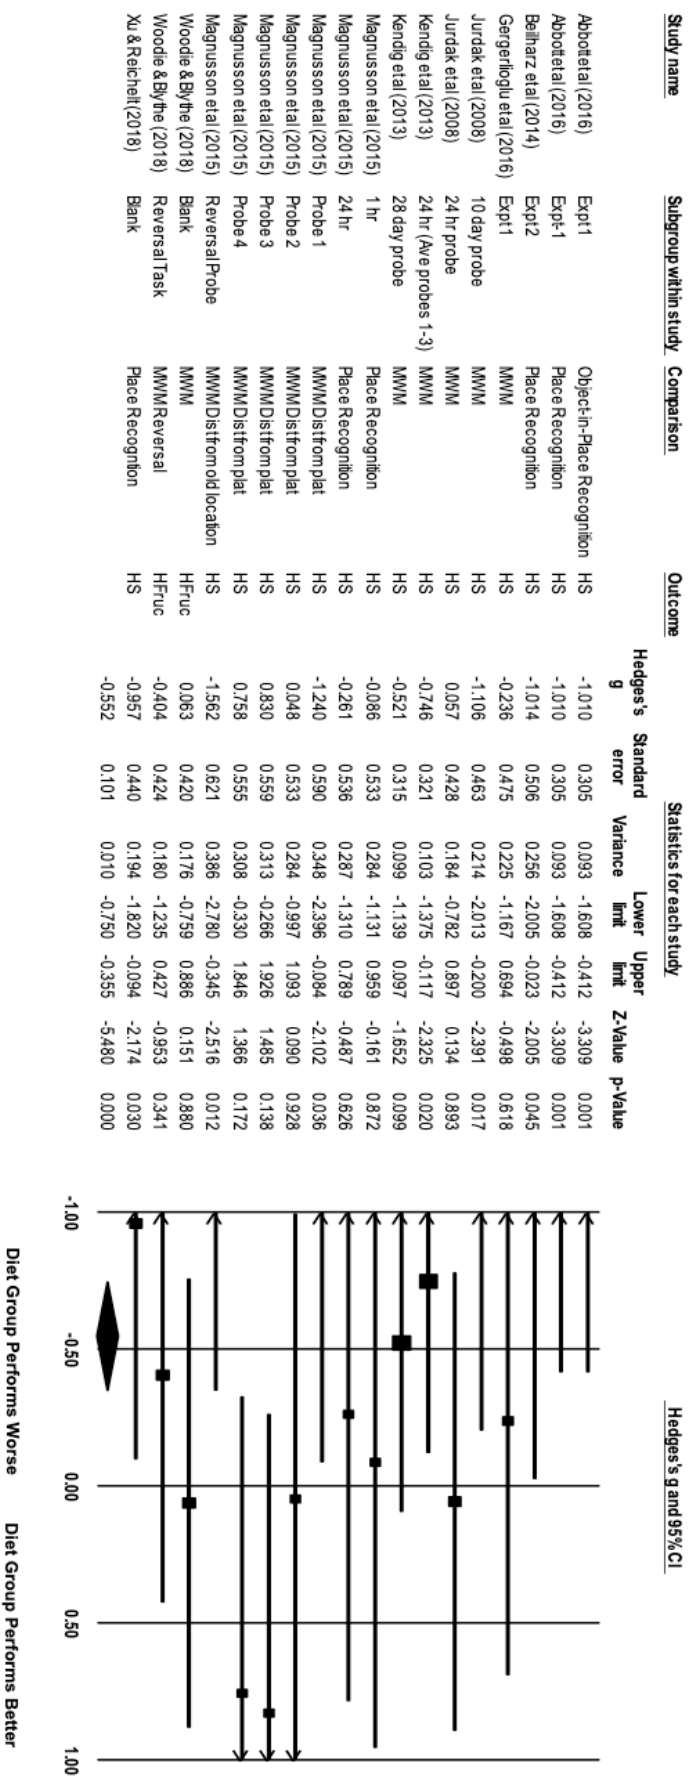 Study name Subgroup within study Comparison Outcome Statistics for each study Hedges's g and 95% CI
Hedges's g Standard error Variance Lower limit Upper limit Z-Value p-Value
Abbott et al (2016) Expt 1 Object-in-Place Recognition HS -1.010 0.305 0.093 -1.608 -0.412 -3.309 0.001
Abbott et al (2016) Expt-1 Place Recognition HS -1.010 0.305 0.093 -1.608 -0.412 -3.309 0.001
Beilharz et al (2014) Expt 2 Place Recognition HS -1.014 0.506 0.256 -2.005 -0.023 -2.005 0.045
Gergerlioglu et al (2016) Expt 1 MWM HS -0.236 0.475 0.225 -1.167 0.694 -0.498 0.618
Jurdak et al (2008) 10 day probe MWM HS -1.106 0.463 0.214 -2.013 -0.200 -2.391 0.017
Jurdak et al (2008) 24 hr probe MWM HS 0.057 0.428 0.184 -0.782 0.897 0.134 0.893
Kendig et al (2013) 24 hr (Ave probes 1-3) MWM HS -0.746 0.321 0.103 -1.375 -0.117 -2.325 0.020
Kendig et al (2013) 28 day probe MWM HS -0.521 0.315 0.099 -1.139 0.097 -1.652 0.099
Magnusson et al (2015) 1 hr Place Recognition HS -0.086 0.533 0.284 -1.131 0.959 -0.161 0.872
Magnusson et al (2015) 24 hr Place Recognition HS -0.261 0.536 0.287 -1.310 0.789 -0.487 0.626
Magnusson et al (2015) Probe 1 MWM Dist from plat HS -1.240 0.590 0.348 -2.396 -0.084 -2.102 0.036
Magnusson et al (2015) Probe 2 MWM Dist from plat HS 0.048 0.533 0.284 -0.997 1.093 0.090 0.928
Magnusson et al (2015) Probe 3 MWM Dist from plat HS 0.830 0.559 0.313 -0.266 1.926 1.485 0.138
Magnusson et al (2015) Probe 4 MWM Dist from plat HS 0.758 0.555 0.308 -0.330 1.846 1.366 0.172
Magnusson et al (2015) Reversal Probe MWM Dist from old location HS -1.562 0.621 0.386 -2.780 -0.345 -2.516 0.012
Woodie & Blythe (2018) Blank MWM HFruc 0.063 0.420 0.176 -0.759 0.886 0.151 0.880
Woodie & Blythe (2018) Reversal Task MWM Reversal HFruc -0.404 0.424 0.180 -1.235 0.427 -0.953 0.341
Xu & Reichelt (2018) Blank Place Recogntion HS -0.957 0.440 0.194 -1.820 -0.094 -2.174 0.030
-0.552 0.101 0.010 -0.750 -0.355 -5.480 0.000
-1.00 -0.50 0.00 0.50 1.00
Diet Group Performs Worse Diet Group Performs Better